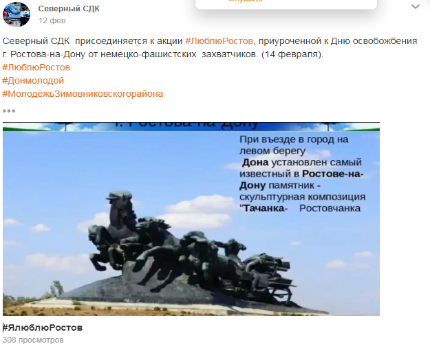 Северный СДК
12 фев
Северный СДК присоединяется к акции #ЛюблюРостов, приуроченной к Дню освобождения
г. Ростова-на-Дону от немецко-фашистских захватчиков. (14 февраля).
#ЛюблюРостов
#Донмолодой
#МолодёжьЗимовниковскогорайона
г. Ростова-на-Дону
При въезде в город на
левом берегу
Дона установлен самый
известный в Ростове-на-
Дону памятник -
скульптурная композиция
"Тачанка- Ростовчанка
#ЯлюблюРостов
308 просмотров